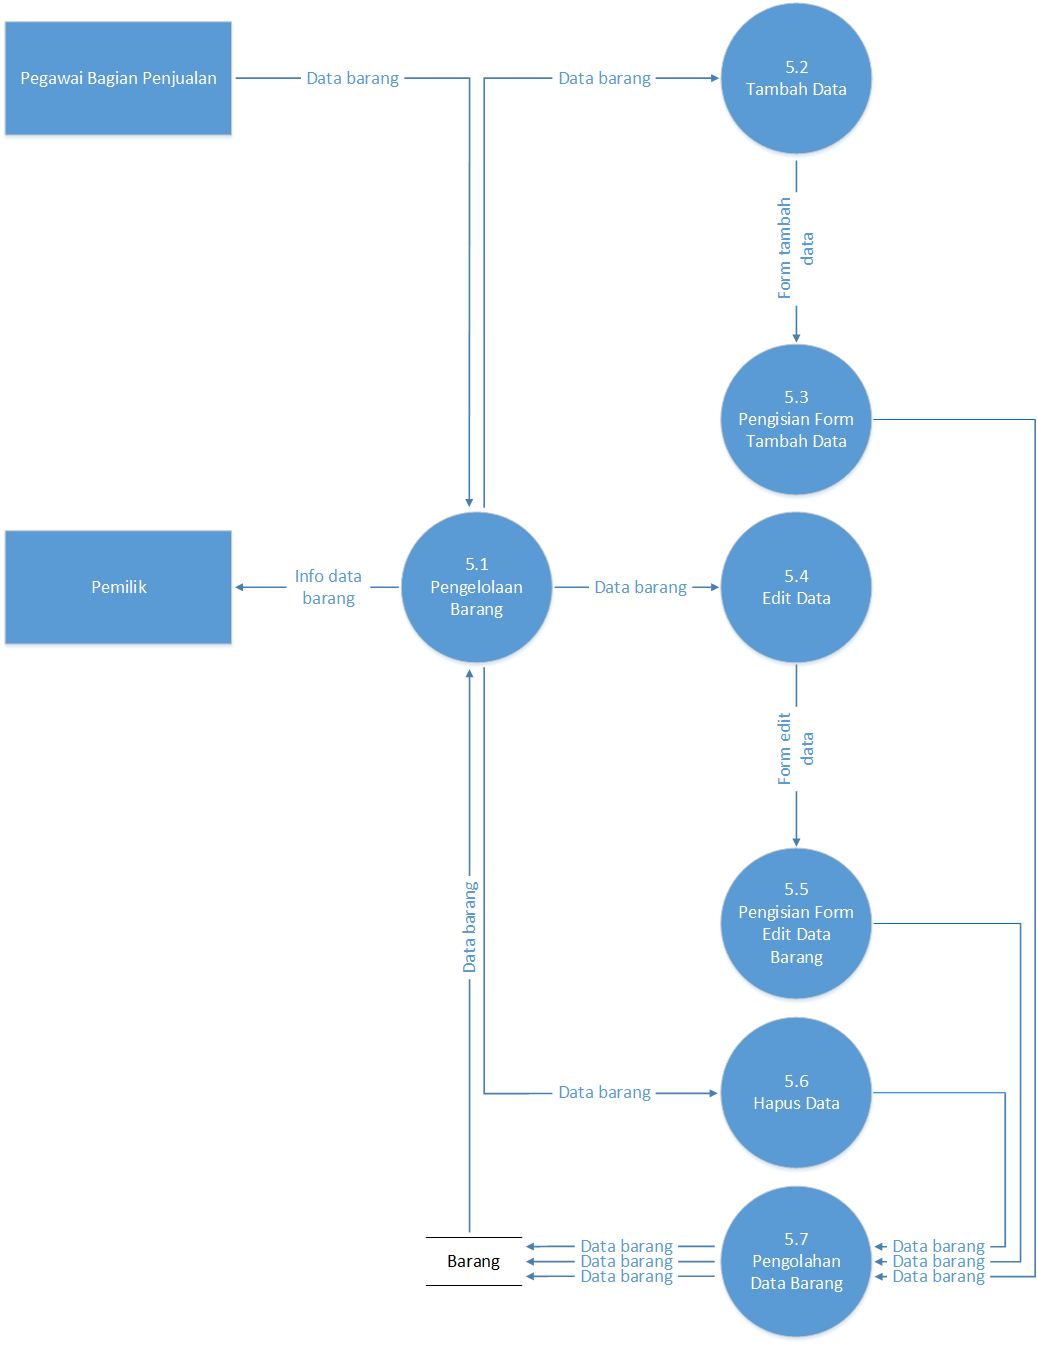 Pegawai Bagian Penjualan
Data barang
Data barang
5.2
Tambah Data
Form tambah
data
5.3
Pengisian Form
Tambah Data
Pemilik
Info data
barang
5.1
Pengelolaan
Barang
Data barang
5.4
Edit Data
Form edit
data
5.5
Pengisian Form
Edit Data
Barang
Data barang
Data barang
5.6
Hapus Data
Barang
Data barang
Data barang
Data barang
5.7
Pengolahan
Data Barang
Data barang
Data barang
Data barang